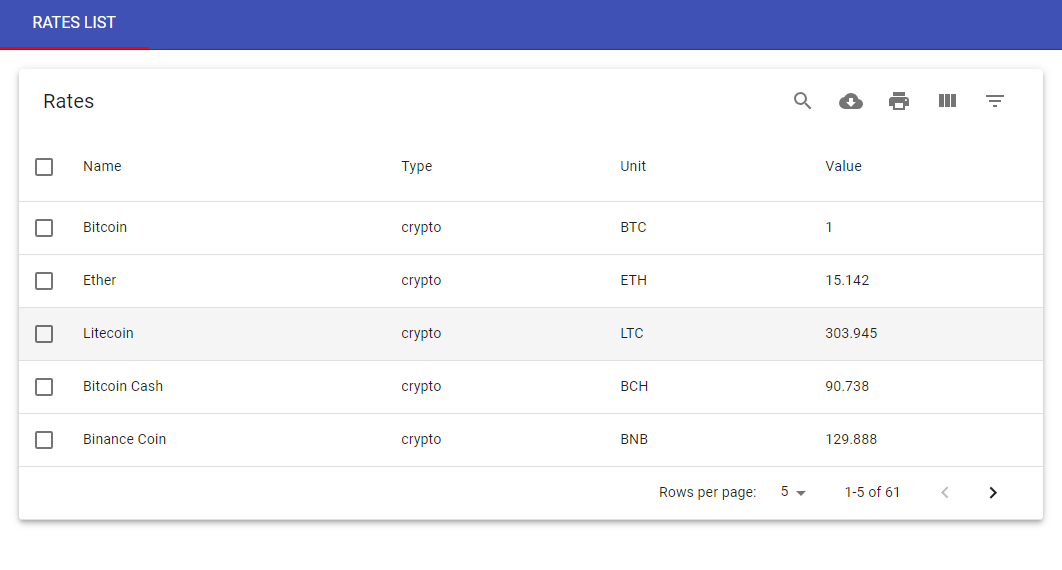 RATES LIST
Rates
Name Type Unit Value
Bitcoin crypto BTC 1
Ether crypto ETH 15.142
Litecoin crypto LTC 303.945
Bitcoin Cash crypto BCH 90.738
Binance Coin crypto BNB 129.888
Rows per page: 5 1-5 of 61